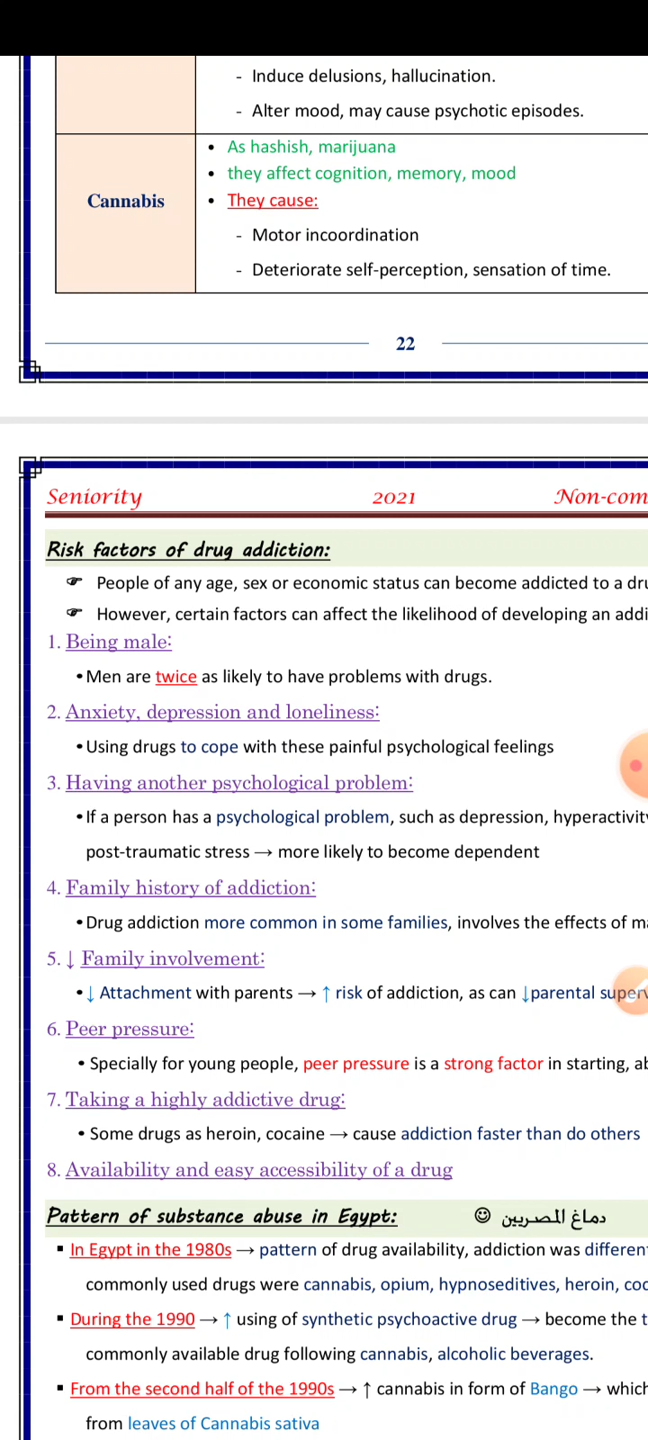 - Induce delusions, hallucination.
- Alter mood, may cause psychotic episodes.
Cannabis
• As hashish, marijuana
• they affect cognition, memory, mood
• They cause:
- Motor incoordination
- Deteriorate self-perception, sensation of time.
22
Seniority 2021 Non-com
Risk factors of drug addiction:
☞ People of any age, sex or economic status can become addicted to a
☞ However, certain factors can affect the likelihood of developing an
1. Being male:
• Men are twice as likely to have problems with drugs.
2. Anxiety, depression and loneliness:
• Using drugs to cope with these painful psychological feelings
3. Having another psychological problem:
• If a person has a psychological problem, such as depression, hyperactivity
post-traumatic stress → more likely to become dependent
4. Family history of addiction:
• Drug addiction more common in some families, involves the effects of
5. ↓ Family involvement:
• ↓ Attachment with parents → ↑ risk of addiction, as can ↓parental
6. Peer pressure:
• Specially for young people, peer pressure is a strong factor in starting,
7. Taking a highly addictive drug:
• Some drugs as heroin, cocaine → cause addiction faster than do others
8. Availability and easy accessibility of a drug
Pattern of substance abuse in Egypt: ☺ دماغ المصريين
▪ In Egypt in the 1980s → pattern of drug availability, addiction was
commonly used drugs were cannabis, opium, hypnoseditives, heroin,
▪ During the 1990 → ↑ using of synthetic psychoactive drug → become the
commonly available drug following cannabis, alcoholic beverages.
▪ From the second half of the 1990s → ↑ cannabis in form of Bango → which
from leaves of Cannabis sativa